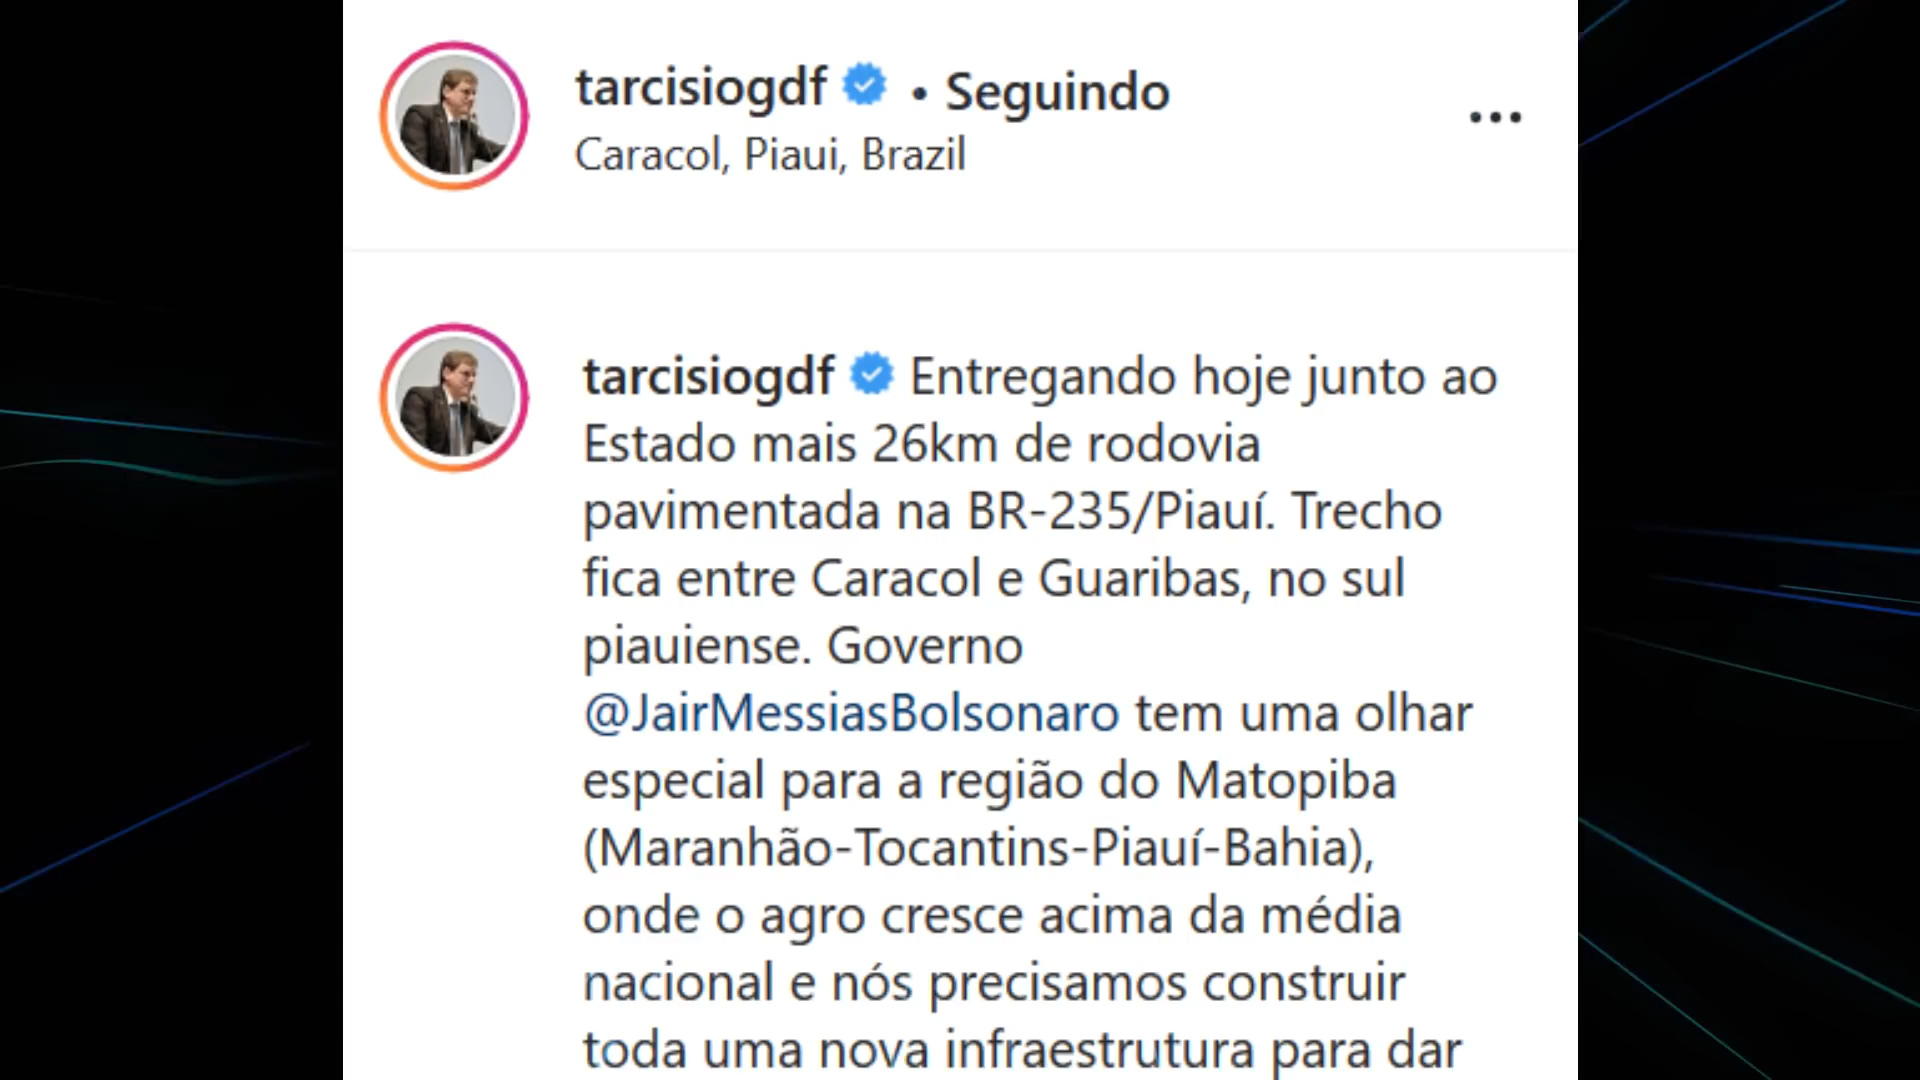 tarcisiogdf • Seguindo
Caracol, Piaui, Brazil
tarcisiogdf Entregando hoje junto ao
Estado mais 26km de rodovia
pavimentada na BR-235/Piauí. Trecho
fica entre Caracol e Guaribas, no sul
piauiense. Governo
@JairMessiasBolsonaro tem uma olhar
especial para a região do Matopiba
(Maranhão-Tocantins-Piauí-Bahia),
onde o agro cresce acima da média
nacional e nós precisamos construir
toda uma nova infraestrutura para dar